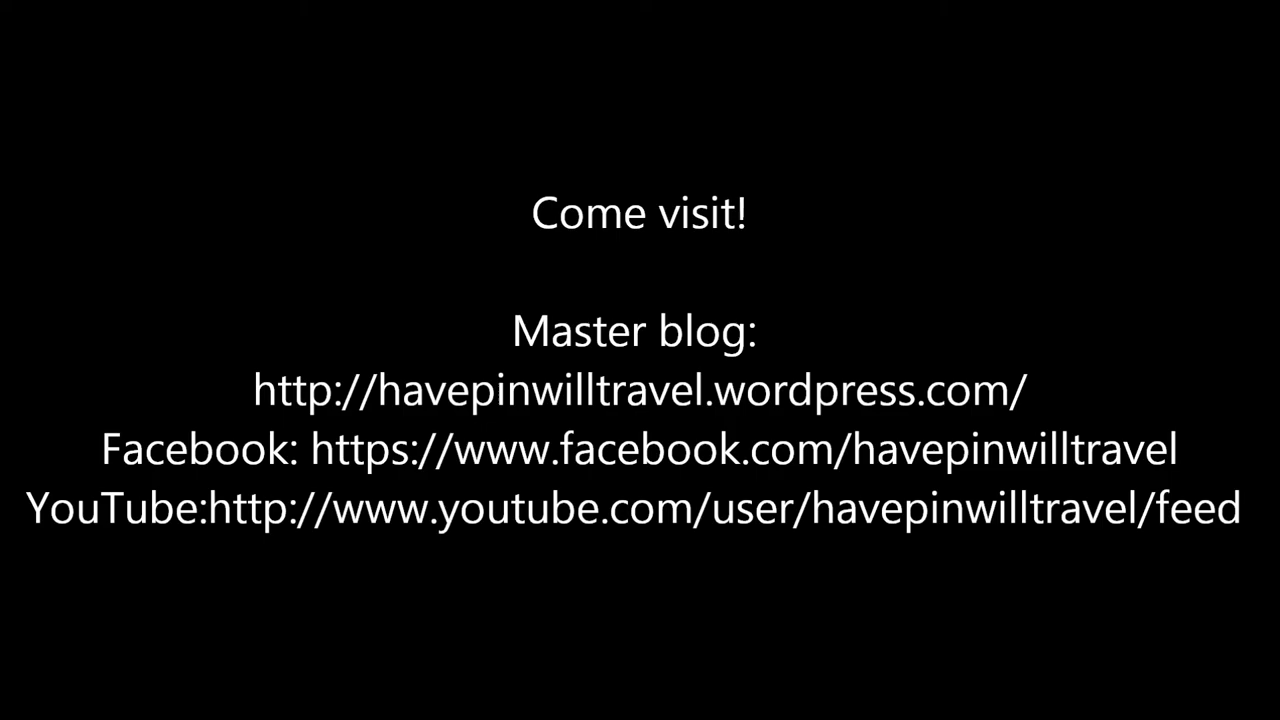 Come visit!
Master blog:
http://havepinwilltravel.wordpress.com/
Facebook: https://www.facebook.com/havepinwilltravel
YouTube:http://www.youtube.com/user/havepinwilltravel/feed